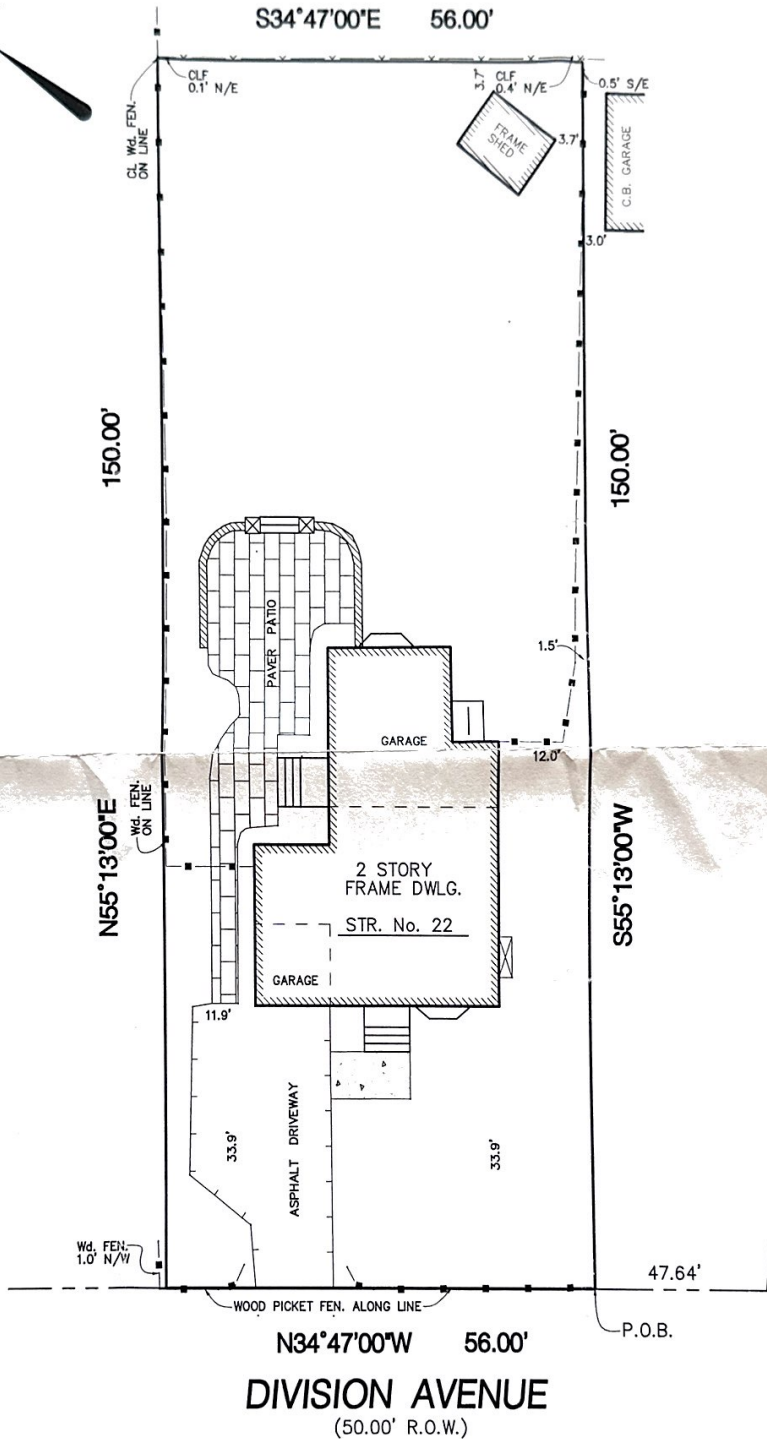 S34°47'00"E 56.00'
CLF
0.1' N/E
3.7'
CLF
0.4' N/E
0.5' S/E
CL Wd. FEN.
ON LINE
FRAME
SHED
3.7'
C.B. GARAGE
3.0'
150.00'
150.00'
PAVER PATIO
1.5'
GARAGE
12.0'
Wd. FEN.
ON LINE
N55°13'00"E
S55°13'00"W
2 STORY
FRAME DWLG.
STR. No. 22
GARAGE
11.9'
ASPHALT DRIVEWAY
33.9'
33.9'
Wd. FEN.
1.0' N/W
47.64'
WOOD PICKET FEN. ALONG LINE
P.O.B.
N34°47'00"W 56.00'
DIVISION AVENUE
(50.00' R.O.W.)